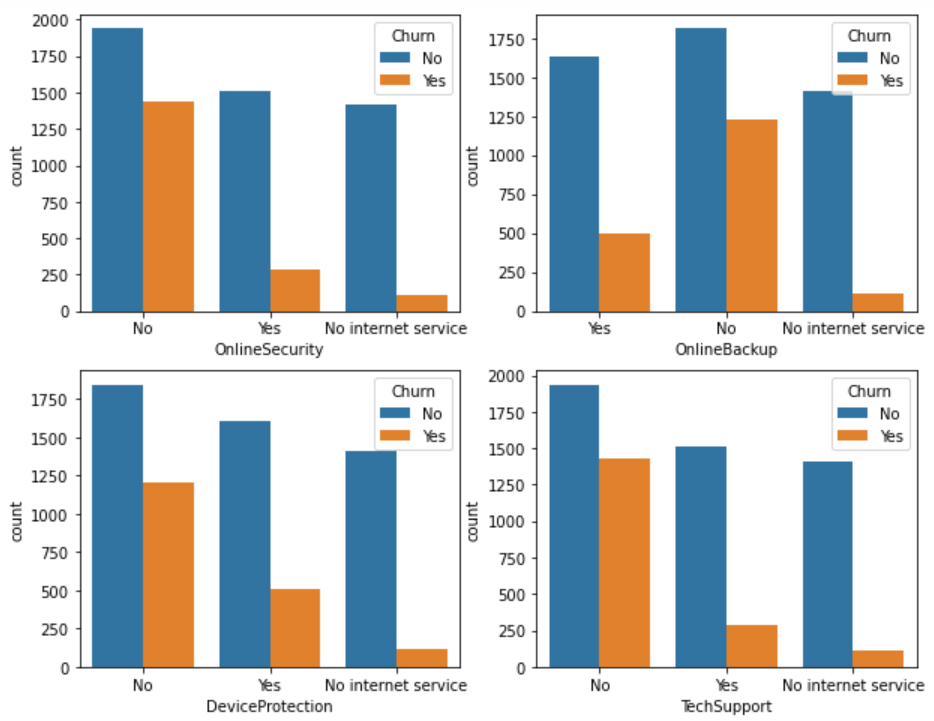 2000
1750
1500
1250
1000
750
500
250
0
count
Churn
No
Yes
No Yes No internet service
OnlineSecurity
1750
1500
1250
1000
750
500
250
0
count
Churn
No
Yes
Yes No No internet service
OnlineBackup
1750
1500
1250
1000
750
500
250
0
count
Churn
No
Yes
No Yes No internet service
DeviceProtection
2000
1750
1500
1250
1000
750
500
250
0
count
Churn
No
Yes
No Yes No internet service
TechSupport